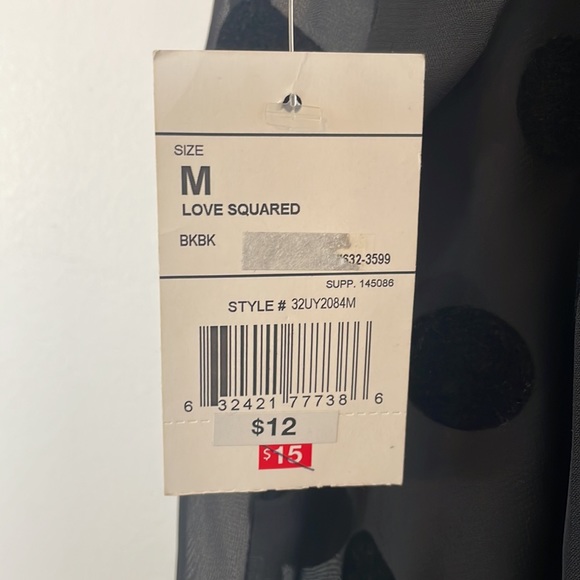 SIZE
M
LOVE SQUARED
BKBK
632-3599
SUPP. 145086
STYLE # 32UY2084M
6 32421 77738 6
$12
$15